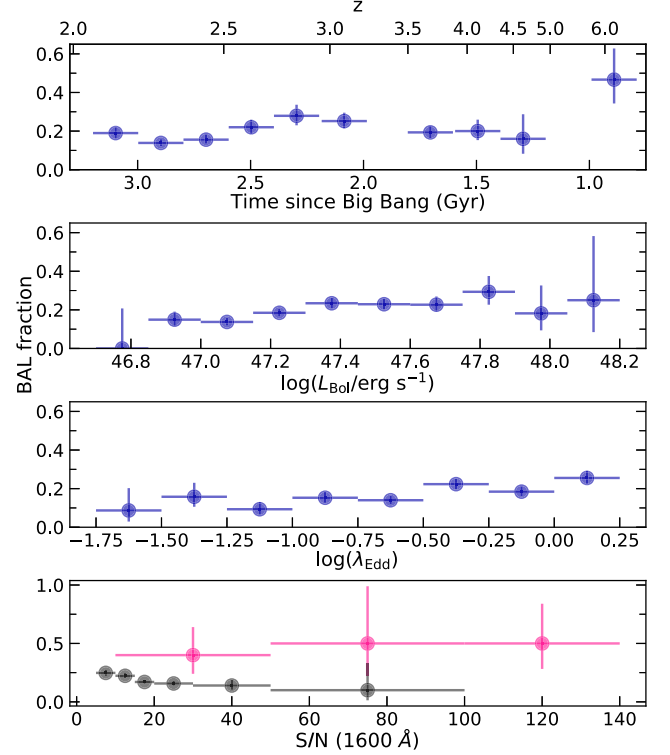 z
2.0 2.5 3.0 3.5 4.0 4.5 5.0 6.0
0.6
0.4
0.2
0.0
3.0 2.5 2.0 1.5 1.0
Time since Big Bang (Gyr)
0.6
0.4
0.2
0.0
46.8 47.0 47.2 47.4 47.6 47.8 48.0 48.2
log(L_Bol/erg s⁻¹)
BAL fraction
0.6
0.4
0.2
0.0
−1.75 −1.50 −1.25 −1.00 −0.75 −0.50 −0.25 0.00 0.25
log(λ_Edd)
1.0
0.5
0.0
0 20 40 60 80 100 120 140
S/N (1600 Å)